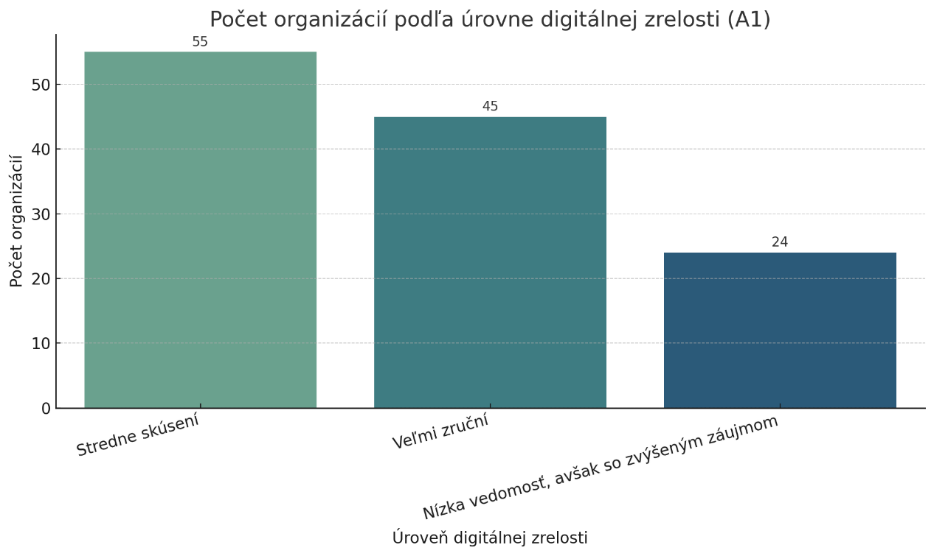 Počet organizácií podľa úrovne digitálnej zrelosti (A1)
55
45
24
Počet organizácií
50
40
30
20
10
0
Stredne skúsení
Veľmi zruční
Nízka vedomosť, avšak so zvýšeným záujmom
Úroveň digitálnej zrelosti